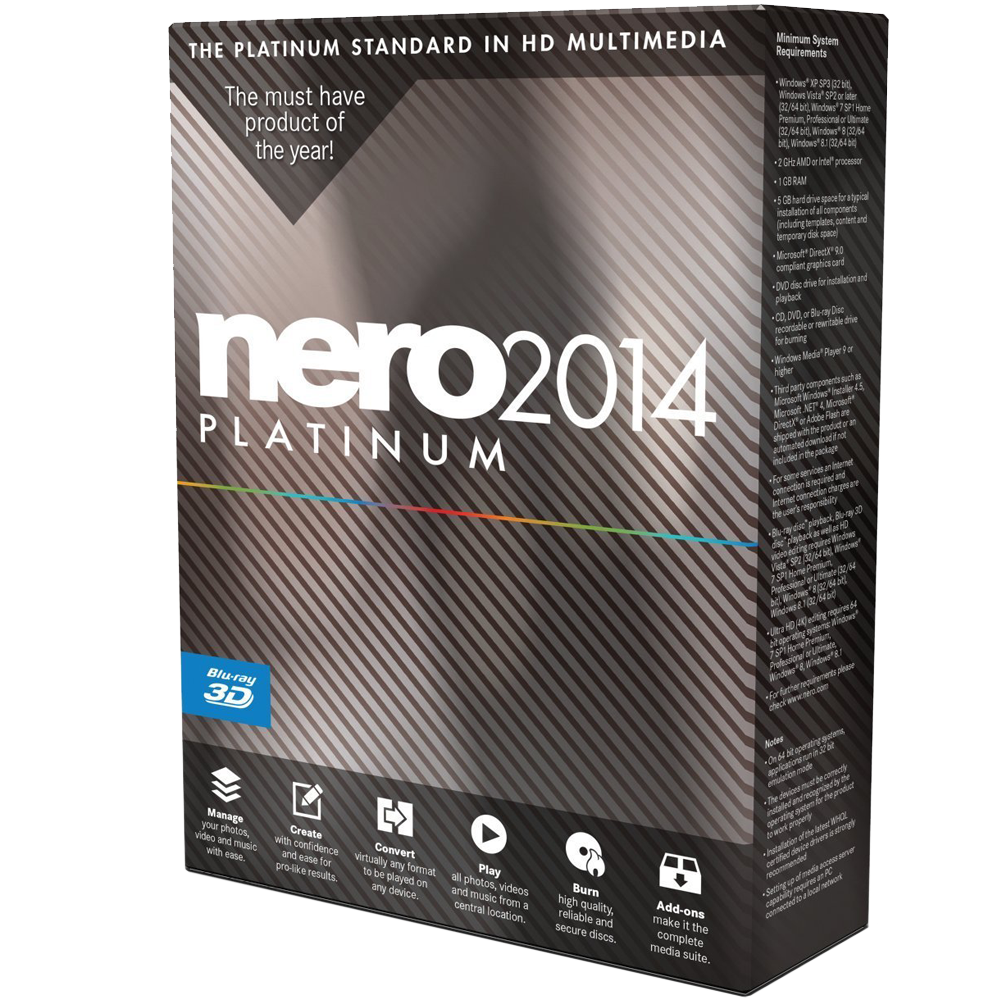 THE PLATINUM STANDARD IN HD MULTIMEDIA
The must have
product of
the year!
nero2014
PLATINUM
Blu-ray
3D
Manage
your photos,
video and music
with ease.
Create
with confidence
and ease for
pro-like results.
Convert
virtually any format
to be played on
any device.
Play
all photos, videos
and music from a
central location.
Burn
high quality,
reliable and
secure discs.
Add-ons
make it the
complete
media suite.
Minimum System
Requirements
• Windows® XP SP3 (32 bit),
Windows Vista® SP2 or later
(32/64 bit), Windows® 7 SP1 Home
Premium, Professional or Ultimate
(32/64 bit), Windows® 8 (32/64
bit), Windows® 8.1 (32/64 bit)
• 2 GHz AMD or Intel® processor
• 1 GB RAM
• 5 GB hard drive space for a typical
installation of all components
(including templates, content and
temporary disk space)
• Microsoft® DirectX® 9.0
compliant graphics card
• DVD disc drive for installation and
playback
• CD, DVD, or Blu-ray Disc
recordable or rewritable drive
for burning
• Windows Media® Player 9 or
higher
• Third party components such as
Microsoft Windows® Installer 4.5,
Microsoft .NET® 4, Microsoft®
DirectX® or Adobe Flash are
shipped with the product or an
automated download if not
included in the package
• For some services an Internet
connection is required and
Internet connection charges are
the user's responsibility
• Blu-ray disc™ playback, Blu-ray 3D
disc™ playback as well as HD
video editing requires Windows
Vista® SP2 (32/64 bit), Windows®
7 SP1 Home Premium,
Professional or Ultimate (32/64
bit), Windows® 8 (32/64 bit),
Windows 8.1 (32/64 bit)
• Ultra HD (4K) editing requires 64
bit operating systems: Windows®
7 SP1 Home Premium,
Professional or Ultimate,
Windows® 8, Windows® 8.1
• For further requirements please
check www.nero.com
Notes
• On 64 bit operating systems,
applications run in 32 bit
emulation mode
• The devices must be correctly
installed and recognized by the
operating system for the product
to work properly
• Installation of the latest WHQL
certified device drivers is strongly
recommended
• Setting up of media access server
capability requires an PC
connected to a local network